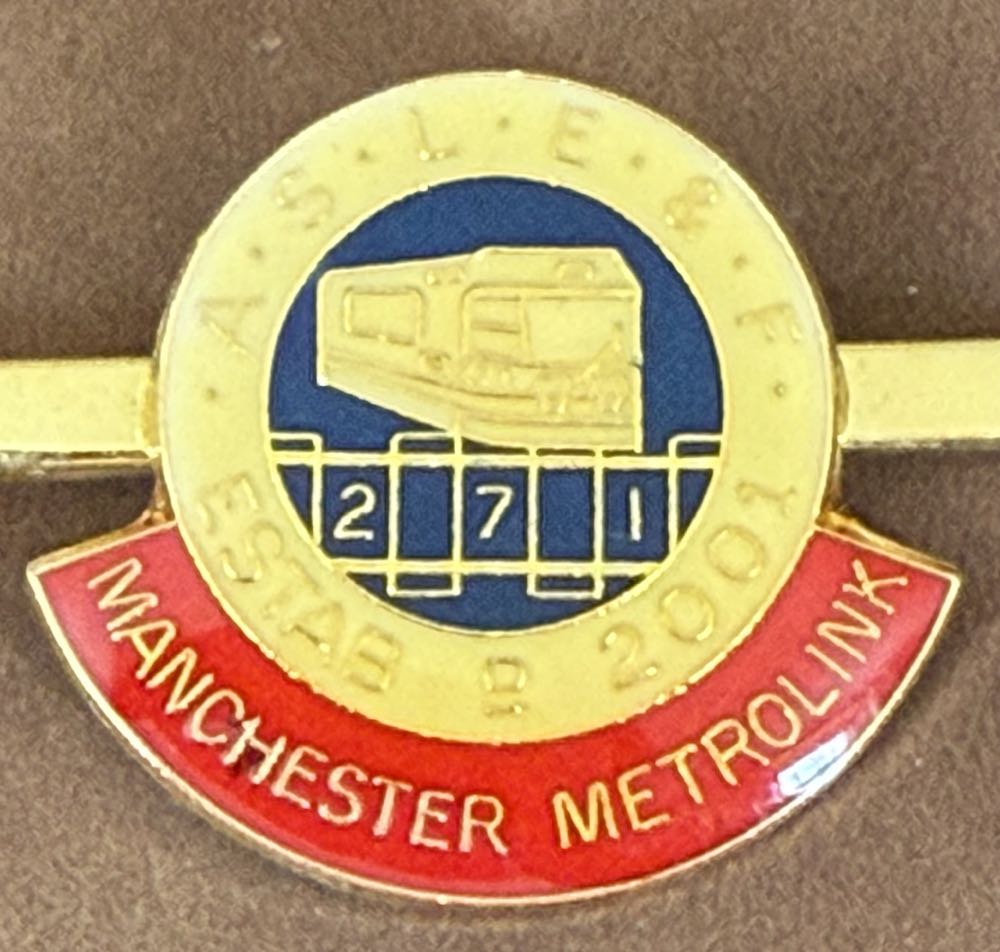 A·S·L·E·&·F
2 7 1
ESTAB D 2001
MANCHESTER METROLINK